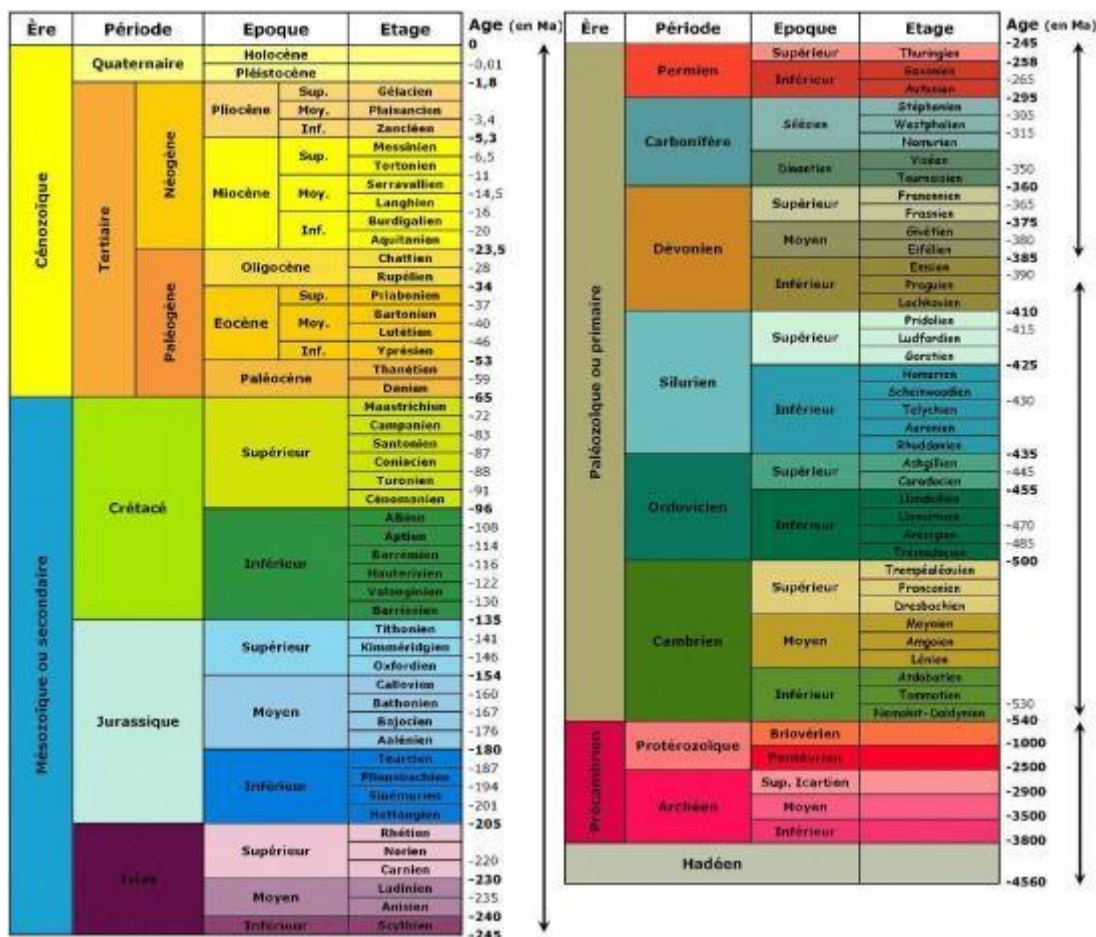 Ère Période Epoque Etage Age (en Ma)
0
Holocène
Quaternaire -0,01
Pléistocène
-1,8
Sup. Gélacien
Pliocène Moy. Plaisancien
-3,4
Inf. Zancléen
-5,3
Messinien
Sup. -6,5
Tortonien
-11
Néogène Serravallien
Miocène Moy. -14,5
Langhien
-16
Burdigalien
Inf. -20
Aquitanien
-23,5
Cénozoïque Tertiaire
Chattien
Oligocène -28
Rupélien
-34
Sup. Priabonien
-37
Paléogène Bartonien
Eocène Moy. -40
Lutétien
-46
Inf. Yprésien
-53
Thanétien
Paléocène -59
Danien
-65
Maastrichien
-72
Campanien
-83
Santonien
Supérieur -87
Coniacien
-88
Turonien
-91
Cénomanien
Crétacé -96
Albien
-108
Aptien
-114
Barremien
Inférieur -116
Hauterivien
-122
Valanginien
-130
Berriasien
-135
Tithonien
-141
Supérieur Kimméridgien
-146
Oxfordien
-154
Mésozoïque ou secondaire
Callovien
-160
Bathonien
Jurassique Moyen -167
Bajocien
-176
Aalénien
-180
-187
Inférieur -194
Sinémurien
-201
Hettangien
-205
Rhétien
Supérieur Norien
-220
Carnien
-230
Trias Ladinien
Moyen -235
Anisien
-240
Inférieur Scythien
-245
Ère Période Epoque Etage Age (en Ma)
-245
Supérieur Thuringien
-258
Permien Saxonien
Inférieur -265
Autunien
-295
Stéphanien
-305
Silésien Westphalien
-315
Carbonifère Namurien
Viséen
Dinantien -350
Tournaisien
-360
Famennien
Supérieur -365
Frasnien
-375
Givétien
Dévonien Moyen -380
Eifélien
-385
Emsien
-390
Inférieur Praguien
Lochkovien
-410
Pridolien
-415
Supérieur Ludfordien
Gorstien
-425
Silurien Homerien
Scheinwoodien
-430
Inférieur Telychien
Aeronien
Rhuddanien
-435
Paléozoïque ou primaire
Ashgillien
Supérieur -445
Caradocien
-455
Ordovicien Llandeilien
Inférieur -470
Arénigien
-485
Trémadocien
-500
Trempéaléauien
Supérieur Franconien
Dresbachien
Mayaien
Cambrien Moyen Amgaien
Lénien
Atdabatien
Inférieur Tommotien
-530
Nemakit-Daldynien
-540
Précambrien
Protérozoïque Briovérien
-1000
Pentévrien
-2500
Sup. Icartien
-2900
Archéen Moyen
-3500
Inférieur
-3800
Hadéen
-4560